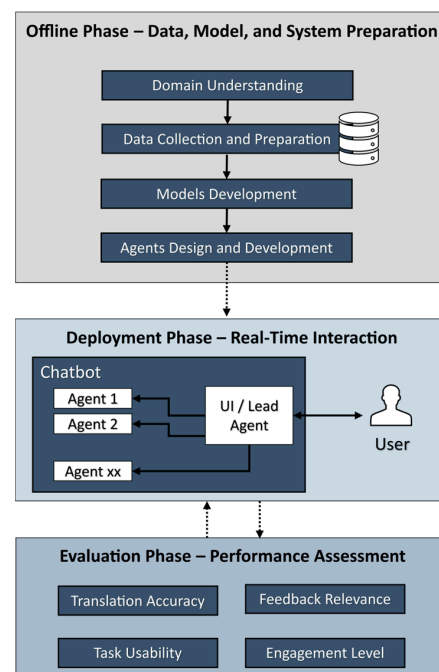 Offline Phase – Data, Model, and System Preparation
Domain Understanding
Data Collection and Preparation
Models Development
Agents Design and Development
Deployment Phase – Real-Time Interaction
Chatbot
Agent 1
Agent 2
Agent xx
UI / Lead
Agent
User
Evaluation Phase – Performance Assessment
Translation Accuracy
Feedback Relevance
Task Usability
Engagement Level